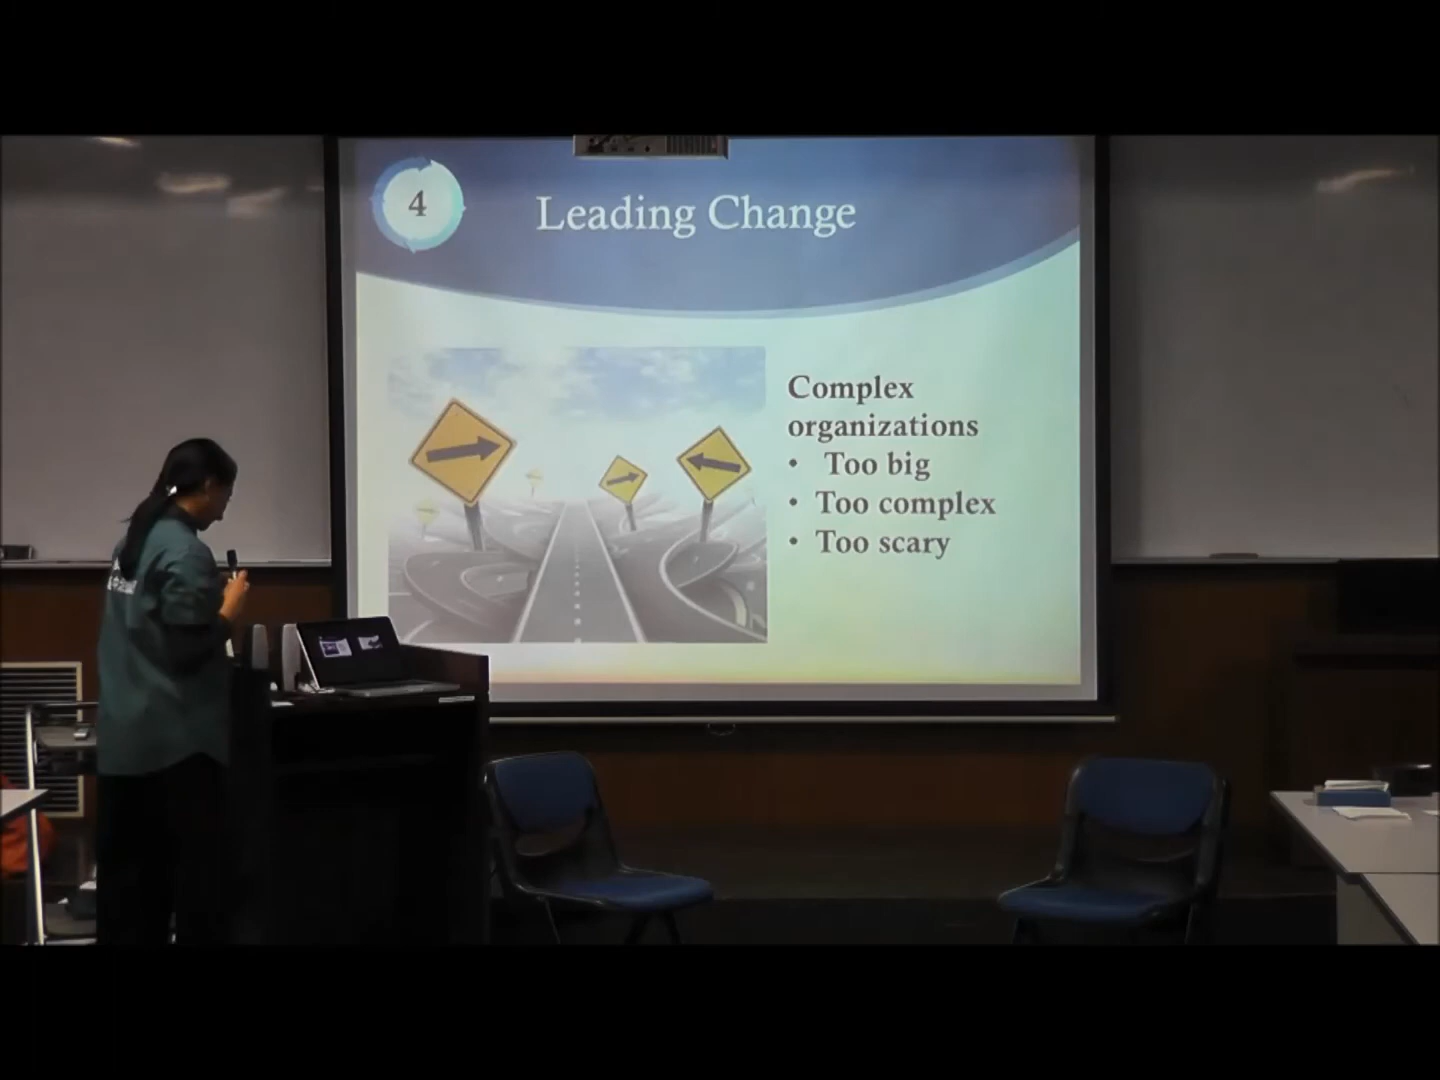 4
Leading Change
Complex
organizations
• Too big
• Too complex
• Too scary